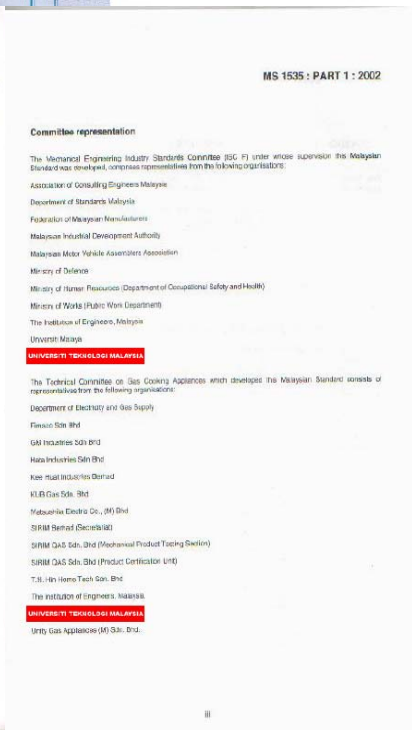 MS 1535 : PART 1 : 2002
Committee representation
The Mechanical Engineering Industry Standards Committee (ISC F) under whose supervision this Malaysian
Standard was developed, comprises representatives from the following organisations:
Association of Consulting Engineers Malaysia
Department of Standards Malaysia
Federation of Malaysian Manufacturers
Malaysian Industrial Development Authority
Malaysian Motor Vehicle Assemblers Association
Ministry of Defence
Ministry of Human Resources (Department of Occupational Safety and Health)
Ministry of Works (Public Work Department)
The Institution of Engineers, Malaysia
Universiti Malaya
UNIVERSITI TEKNOLOGI MALAYSIA
The Technical Committee on Gas Cooking Appliances which developed this Malaysian Standard consists of
representatives from the following organisations:
Department of Electricity and Gas Supply
Sdn Bhd
GM Industries Sdn Bhd
Hata Industries Sdn Bhd
Kee Huat Industries Berhad
KUB Gas Sdn. Bhd
Matsushita Electric Co., (M) Bhd
SIRIM Berhad (Secretariat)
SIRIM QAS Sdn. Bhd (Mechanical Product Testing Section)
SIRIM QAS Sdn. Bhd (Product Certification Unit)
T.H. Hin Home Tech Sdn. Bhd
The Institution of Engineers, Malaysia
UNIVERSITI TEKNOLOGI MALAYSIA
Unity Gas Appliances (M) Sdn. Bhd.
iii